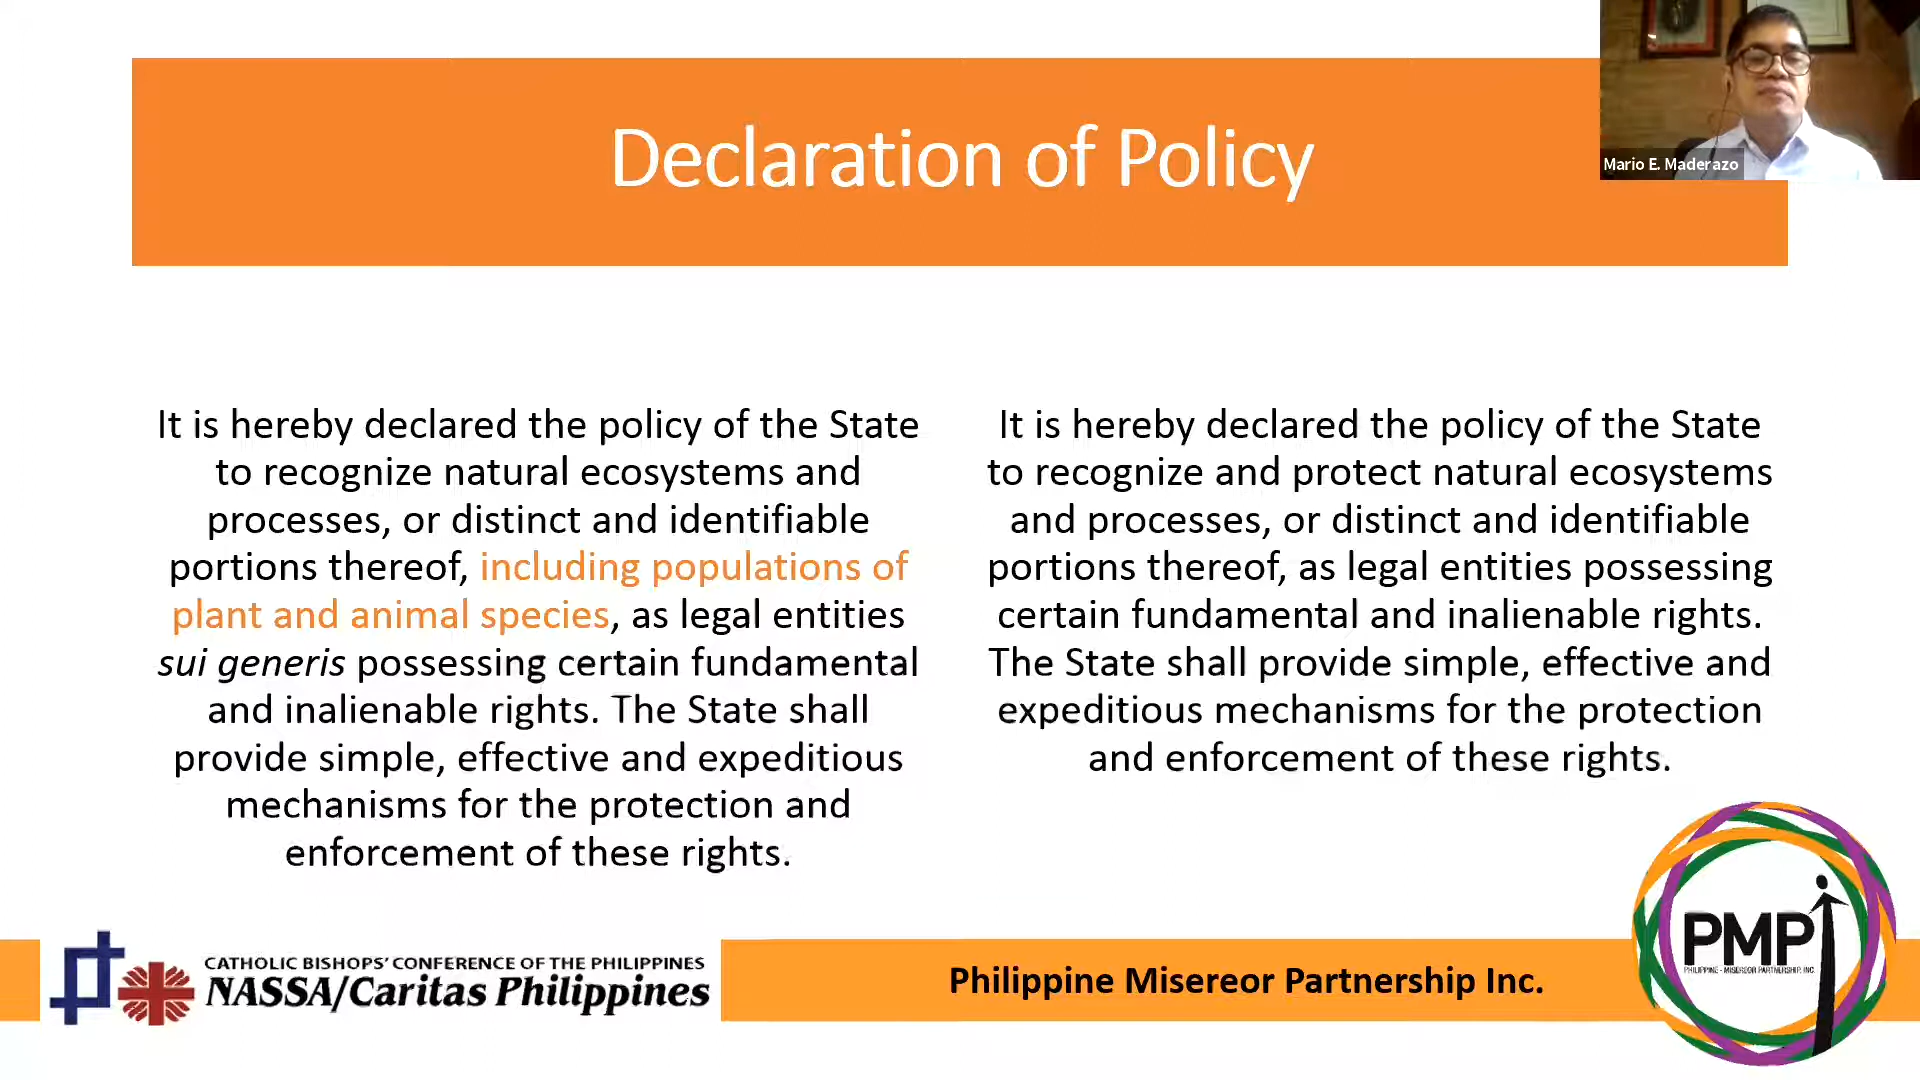 Declaration of Policy
Mario E. Maderazo
It is hereby declared the policy of the State
to recognize natural ecosystems and
processes, or distinct and identifiable
portions thereof, including populations of
plant and animal species, as legal entities
sui generis possessing certain fundamental
and inalienable rights. The State shall
provide simple, effective and expeditious
mechanisms for the protection and
enforcement of these rights.
It is hereby declared the policy of the State
to recognize and protect natural ecosystems
and processes, or distinct and identifiable
portions thereof, as legal entities possessing
certain fundamental and inalienable rights.
The State shall provide simple, effective and
expeditious mechanisms for the protection
and enforcement of these rights.
CATHOLIC BISHOPS' CONFERENCE OF THE PHILIPPINES
NASSA/Caritas Philippines
Philippine Misereor Partnership Inc.
PMPI
PHILIPPINE - MISEREOR PARTNERSHIP, INC.